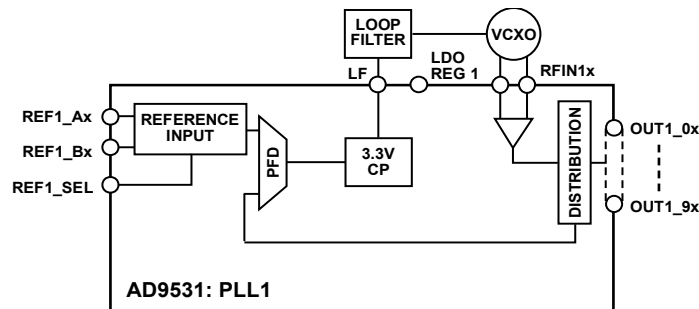 LOOP
FILTER
VCXO
LF
LDO
REG 1
RFIN1x
REF1_Ax
REF1_Bx
REF1_SEL
REFERENCE
INPUT
PFD
3.3V
CP
DISTRIBUTION
OUT1_0x
OUT1_9x
AD9531: PLL1